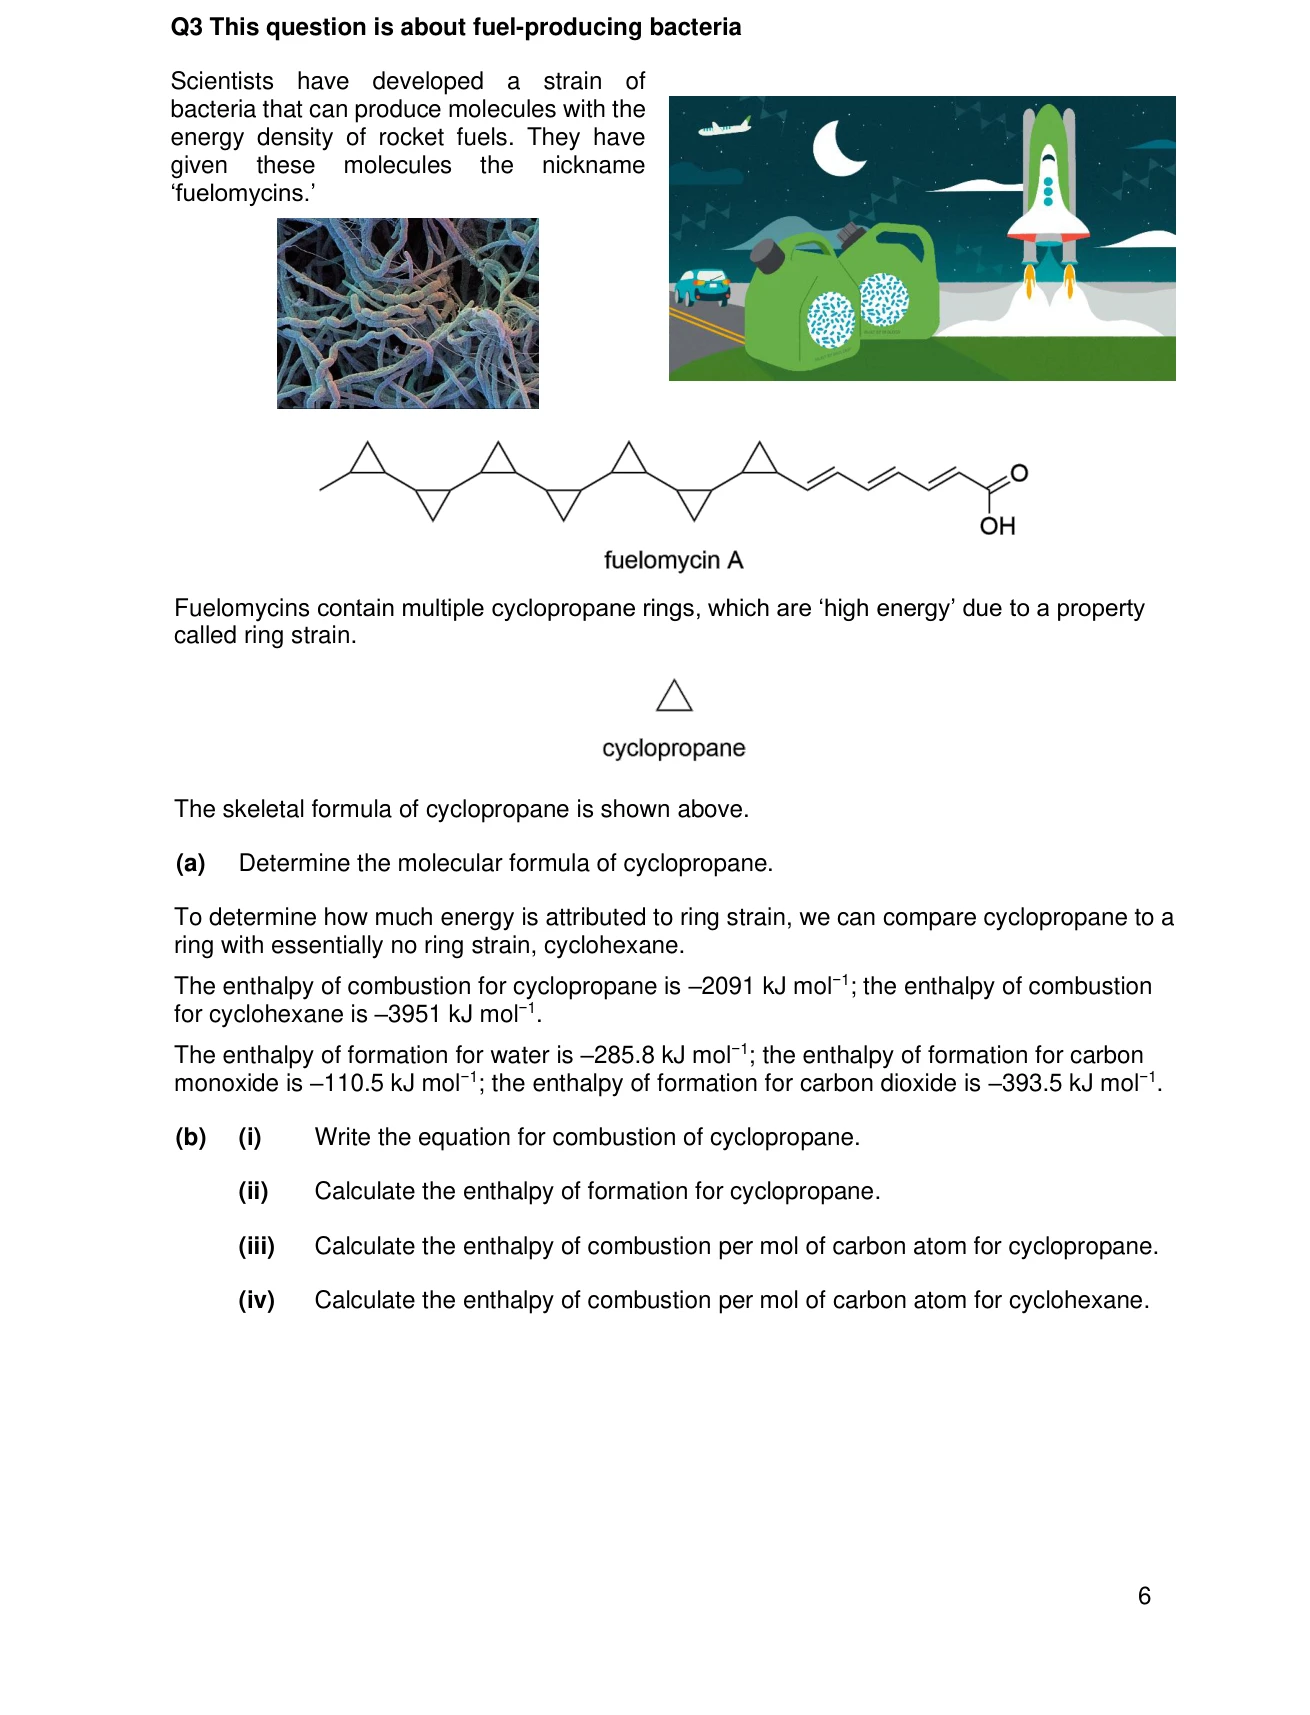 Q3 This question is about fuel-producing bacteria
Scientists have developed a strain of
bacteria that can produce molecules with the
energy density of rocket fuels. They have
given these molecules the nickname
‘fuelomycins.’
O
OH
fuelomycin A
Fuelomycins contain multiple cyclopropane rings, which are ‘high energy’ due to a property
called ring strain.
cyclopropane
The skeletal formula of cyclopropane is shown above.
(a) Determine the molecular formula of cyclopropane.
To determine how much energy is attributed to ring strain, we can compare cyclopropane to a
ring with essentially no ring strain, cyclohexane.
The enthalpy of combustion for cyclopropane is –2091 kJ mol⁻¹; the enthalpy of combustion
for cyclohexane is –3951 kJ mol⁻¹.
The enthalpy of formation for water is –285.8 kJ mol⁻¹; the enthalpy of formation for carbon
monoxide is –110.5 kJ mol⁻¹; the enthalpy of formation for carbon dioxide is –393.5 kJ mol⁻¹.
(b) (i) Write the equation for combustion of cyclopropane.
(ii) Calculate the enthalpy of formation for cyclopropane.
(iii) Calculate the enthalpy of combustion per mol of carbon atom for cyclopropane.
(iv) Calculate the enthalpy of combustion per mol of carbon atom for cyclohexane.
6